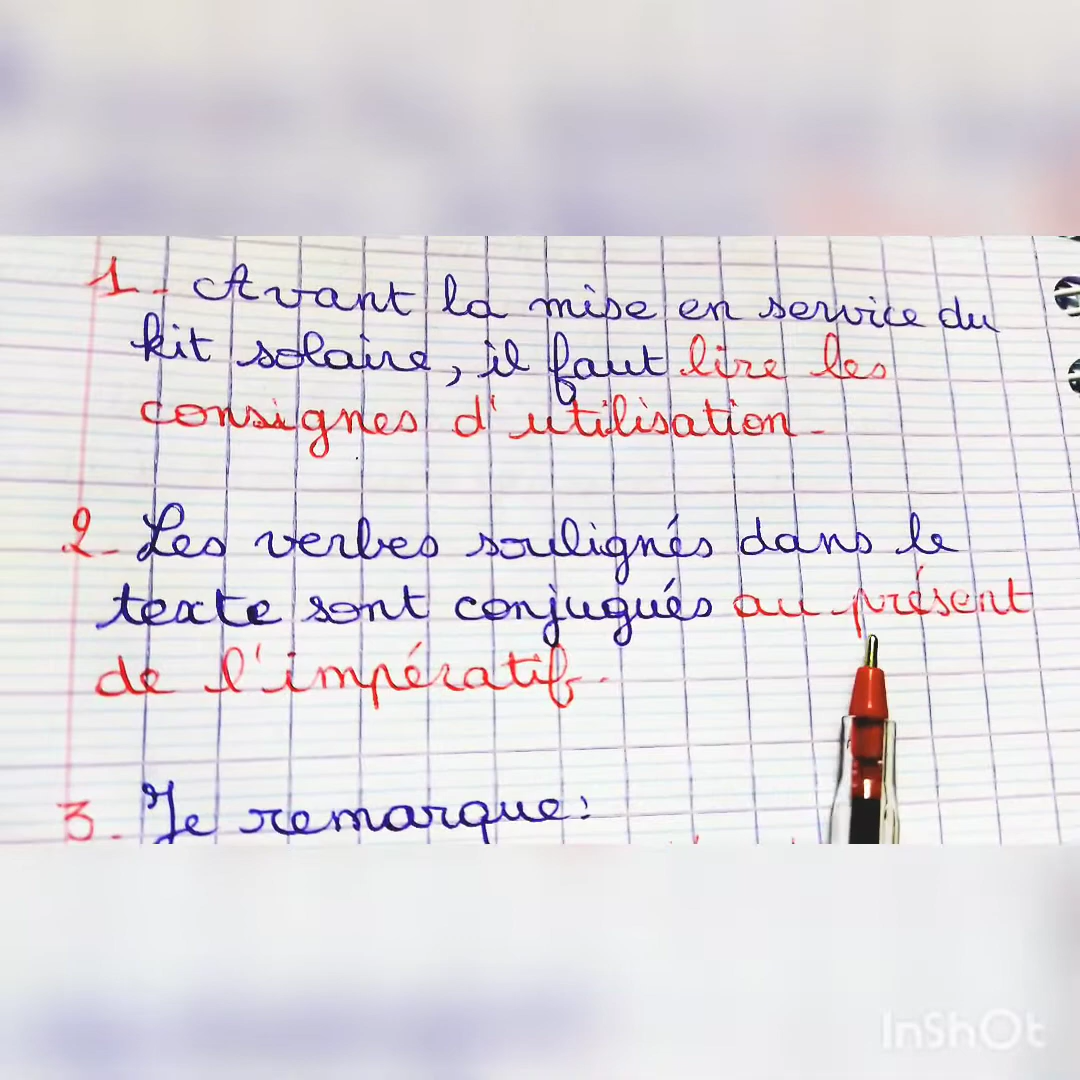 1. Avant la mise en service du
kit solaire, il faut lire les
consignes d'utilisation.
2. Les verbes soulignés dans le
texte sont conjugués au présent
de l'impératif.
3. Je remarque:
InShOt